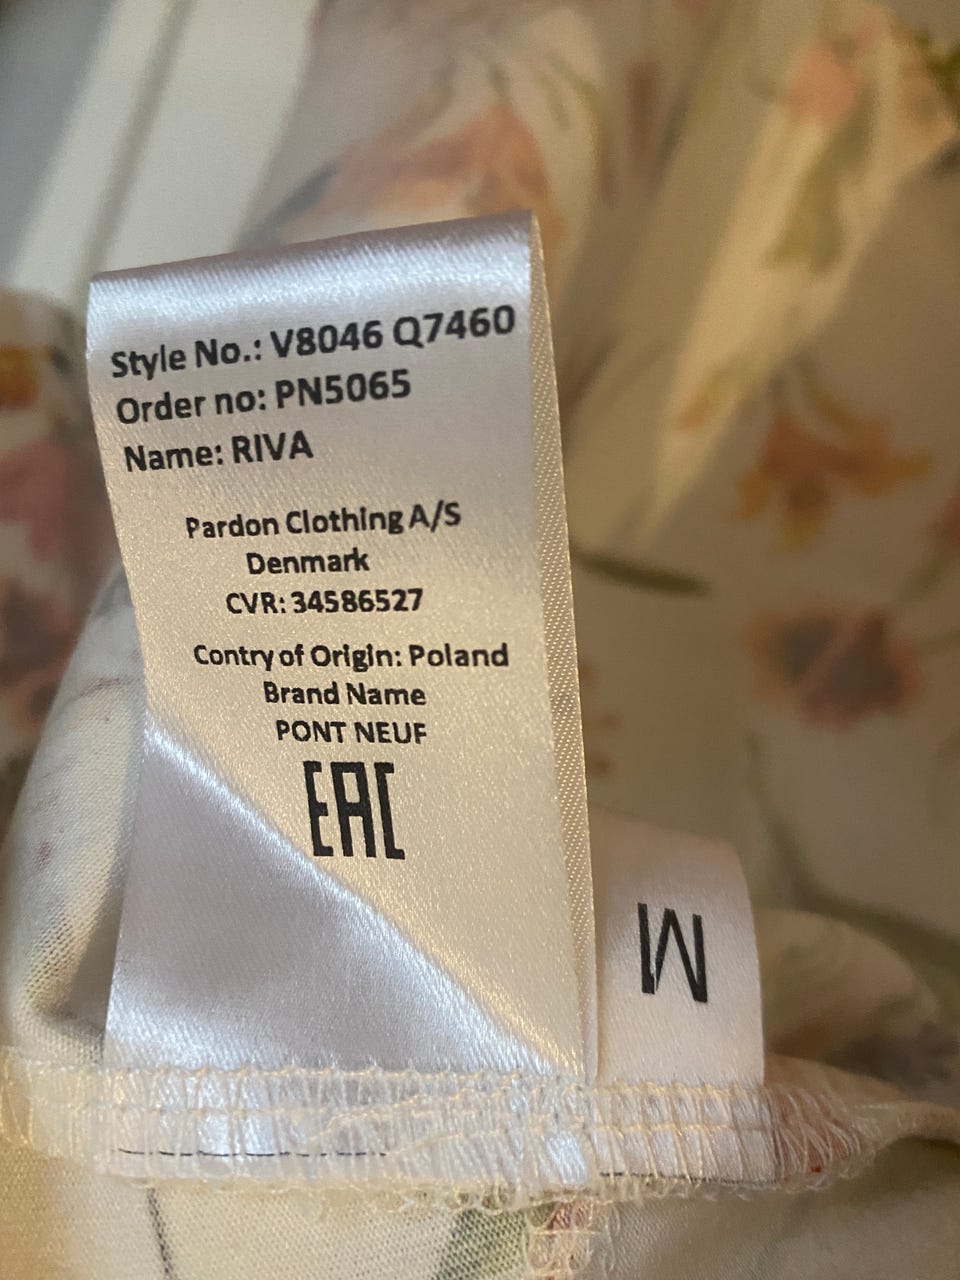 Style No.: V8046 Q7460
Order no: PN5065
Name: RIVA
Pardon Clothing A/S
Denmark
CVR: 34586527
Contry of Origin: Poland
Brand Name
PONT NEUF
EAC
M